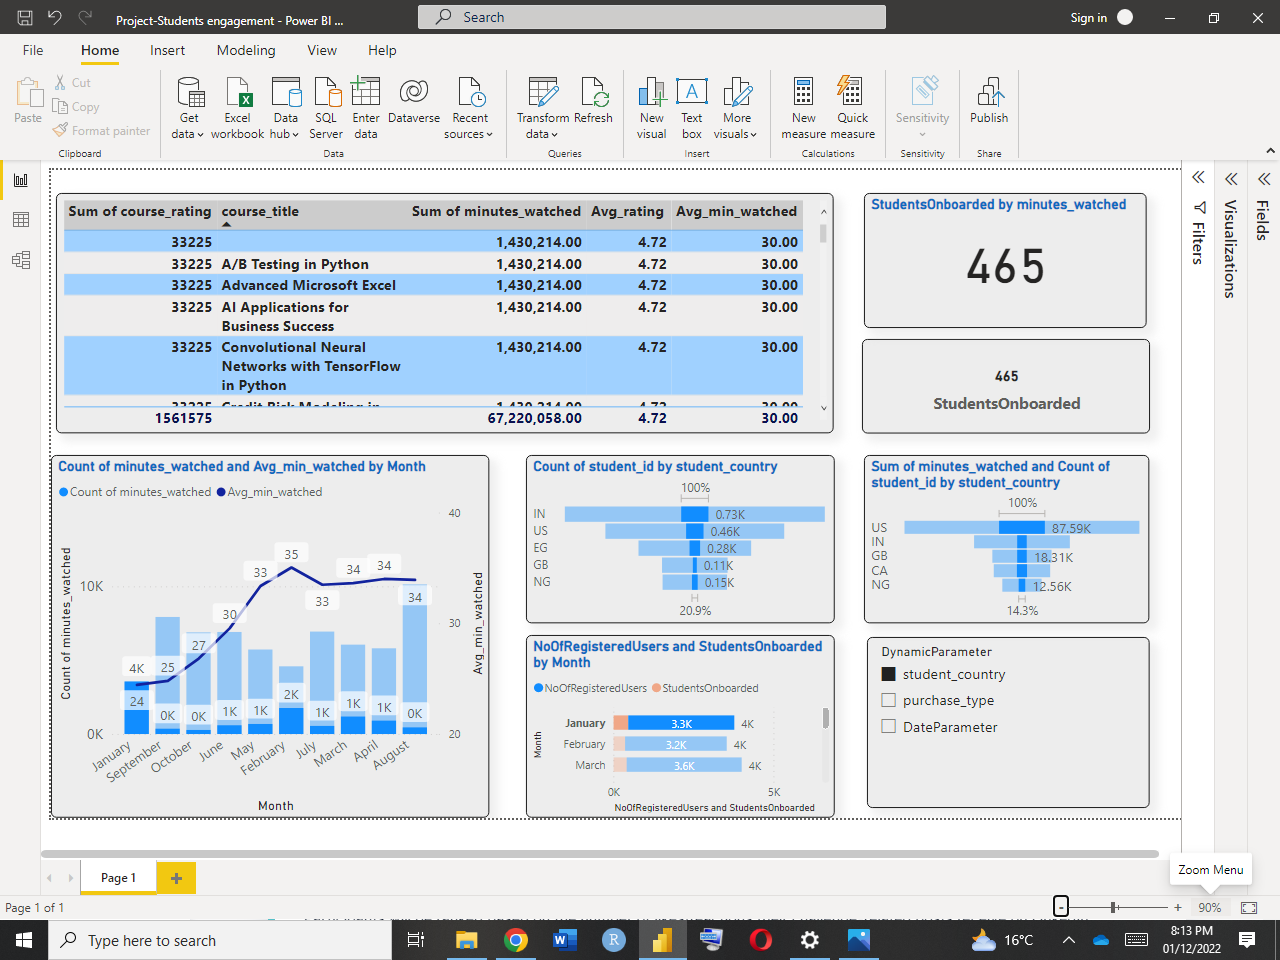 Project-Students engagement - Power BI ...
Search
Sign in
File
Home
Insert
Modeling
View
Help
Paste
Cut
Copy
Format painter
Clipboard
Get data
Excel workbook
Data hub
SQL Server
Enter data
Dataverse
Recent sources
Data
Transform data
Refresh
Queries
New visual
Text box
More visuals
Insert
New measure
Quick measure
Calculations
Sensitivity
Sensitivity
Publish
Share
Sum of course_rating course_title Sum of minutes_watched Avg_rating Avg_min_watched
33225 1,430,214.00 4.72 30.00
33225 A/B Testing in Python 1,430,214.00 4.72 30.00
33225 Advanced Microsoft Excel 1,430,214.00 4.72 30.00
33225 AI Applications for 1,430,214.00 4.72 30.00
Business Success
33225 Convolutional Neural 1,430,214.00 4.72 30.00
Networks with TensorFlow
in Python
33225 Credit Risk Modeling in 1,430,214.00 4.72 30.00
1561575 67,220,058.00 4.72 30.00
StudentsOnboarded by minutes_watched
465
465
StudentsOnboarded
Filters
Visualizations
Fields
Count of minutes_watched and Avg_min_watched by Month
Count of minutes_watched Avg_min_watched
Count of minutes_watched
10K
0K
4K
24
25
0K
27
0K
30
1K
33
1K
35
2K
33
1K
34
1K
34
1K
34
0K
40
30
20
Avg_min_watched
January
September
October
June
May
February
July
March
April
August
Month
Count of student_id by student_country
100%
IN 0.73K
US 0.46K
EG 0.28K
GB 0.11K
NG 0.15K
20.9%
Sum of minutes_watched and Count of
student_id by student_country
100%
US 87.59K
IN
GB 18.31K
CA
NG 12.56K
14.3%
NoOfRegisteredUsers and StudentsOnboarded
by Month
NoOfRegisteredUsers StudentsOnboarded
Month
January 3.3K 4K
February 3.2K 4K
March 3.6K 4K
0K 5K
NoOfRegisteredUsers and StudentsOnboarded
DynamicParameter
student_country
purchase_type
DateParameter
Page 1
Zoom Menu
Page 1 of 1
- + 90%
Type here to search
16°C
8:13 PM
01/12/2022